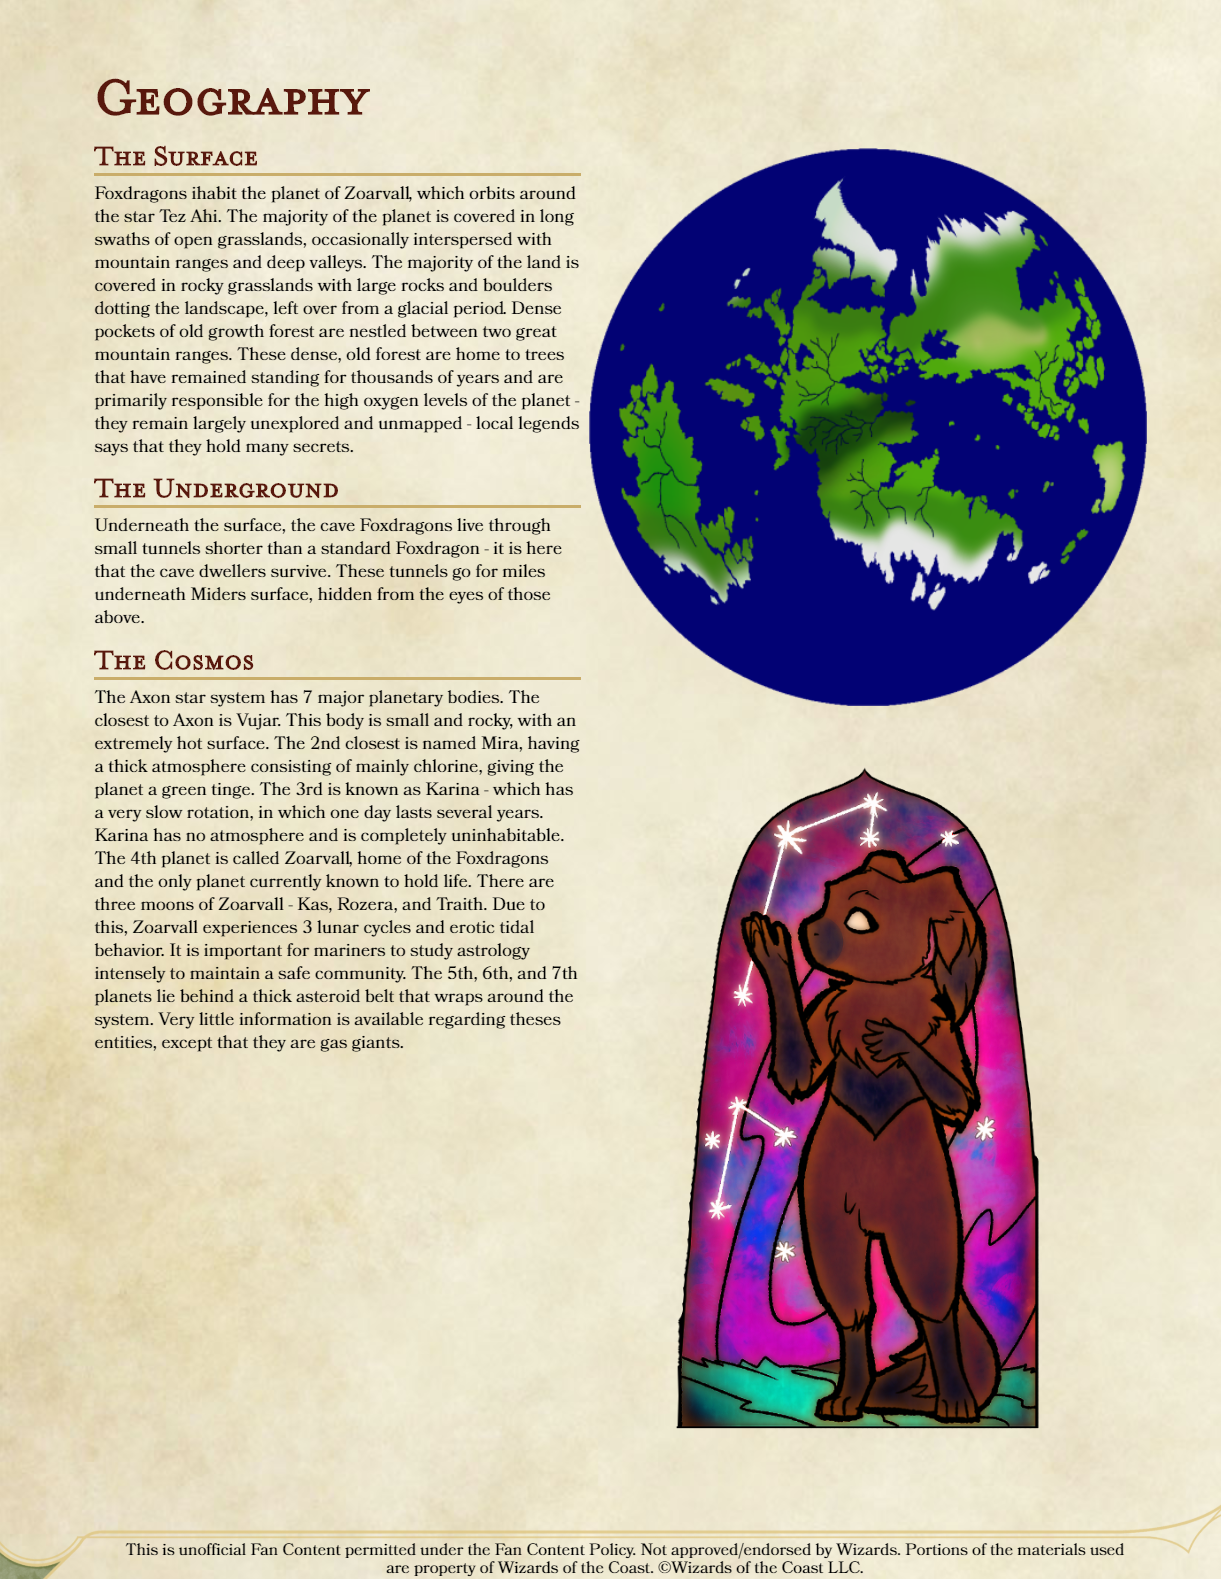 Geography
The Surface
Foxdragons ihabit the planet of Zoarvall, which orbits around
the star Tez Ahi. The majority of the planet is covered in long
swaths of open grasslands, occasionally interspersed with
mountain ranges and deep valleys. The majority of the land is
covered in rocky grasslands with large rocks and boulders
dotting the landscape, left over from a glacial period. Dense
pockets of old growth forest are nestled between two great
mountain ranges. These dense, old forest are home to trees
that have remained standing for thousands of years and are
primarily responsible for the high oxygen levels of the planet -
they remain largely unexplored and unmapped - local legends
says that they hold many secrets.
The Underground
Underneath the surface, the cave Foxdragons live through
small tunnels shorter than a standard Foxdragon - it is here
that the cave dwellers survive. These tunnels go for miles
underneath Miders surface, hidden from the eyes of those
above.
The Cosmos
The Axon star system has 7 major planetary bodies. The
closest to Axon is Vujar. This body is small and rocky, with an
extremely hot surface. The 2nd closest is named Mira, having
a thick atmosphere consisting of mainly chlorine, giving the
planet a green tinge. The 3rd is known as Karina - which has
a very slow rotation, in which one day lasts several years.
Karina has no atmosphere and is completely uninhabitable.
The 4th planet is called Zoarvall, home of the Foxdragons
and the only planet currently known to hold life. There are
three moons of Zoarvall - Kas, Rozera, and Traith. Due to
this, Zoarvall experiences 3 lunar cycles and erotic tidal
behavior. It is important for mariners to study astrology
intensely to maintain a safe community. The 5th, 6th, and 7th
planets lie behind a thick asteroid belt that wraps around the
system. Very little information is available regarding theses
entities, except that they are gas giants.
This is unofficial Fan Content permitted under the Fan Content Policy. Not approved/endorsed by Wizards. Portions of the materials used
are property of Wizards of the Coast. ©Wizards of the Coast LLC.